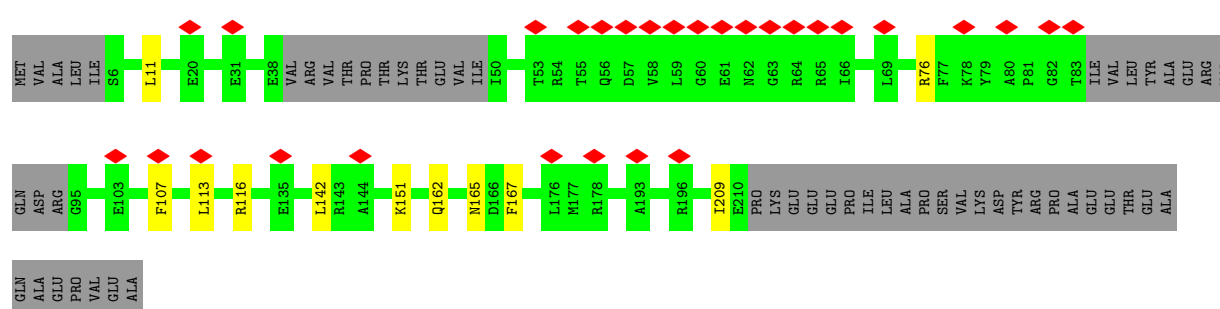 MET VAL ALA LEU ILE S6 L11 E20 E31 E38 VAL ARG VAL THR PRO THR LYS THR GLU VAL ILE I50 T53 R54 T55 Q56 D57 V58 L59 G60 E61 N62 G63 R64 R65 I66 L69 R76 F77 K78 Y79 A80 P81 G82 T83 ILE VAL LEU TYR ALA GLU ARG
GLN ASP ARG G95 E103 F107 L113 R116 E135 L142 R143 A144 K151 Q162 N165 D166 F167 L176 M177 R178 A193 R196 I209 E210 PRO LYS GLU GLU GLU PRO ILE LEU ALA PRO SER VAL LYS ASP TYR ARG PRO ALA GLU GLU THR GLU ALA
GLN ALA GLU PRO VAL GLU ALA